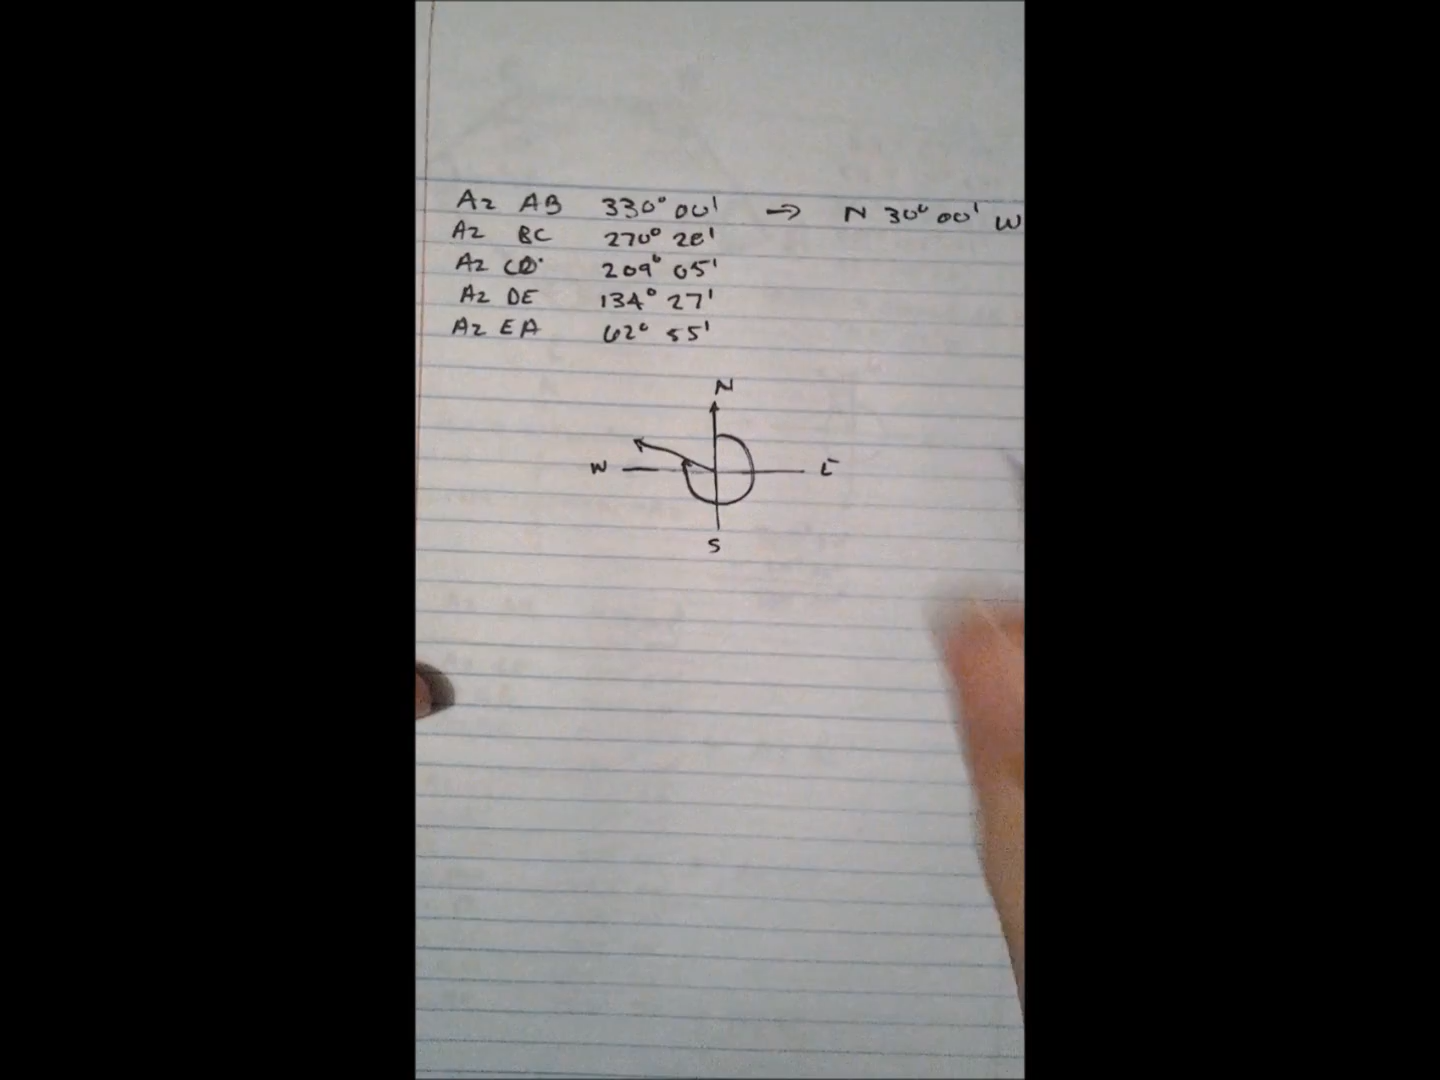 Az AB 330° 00' → N 30° 00' W
Az BC 270° 28'
Az CD 209° 05'
Az DE 134° 27'
Az EA 62° 55'
N
W E
S